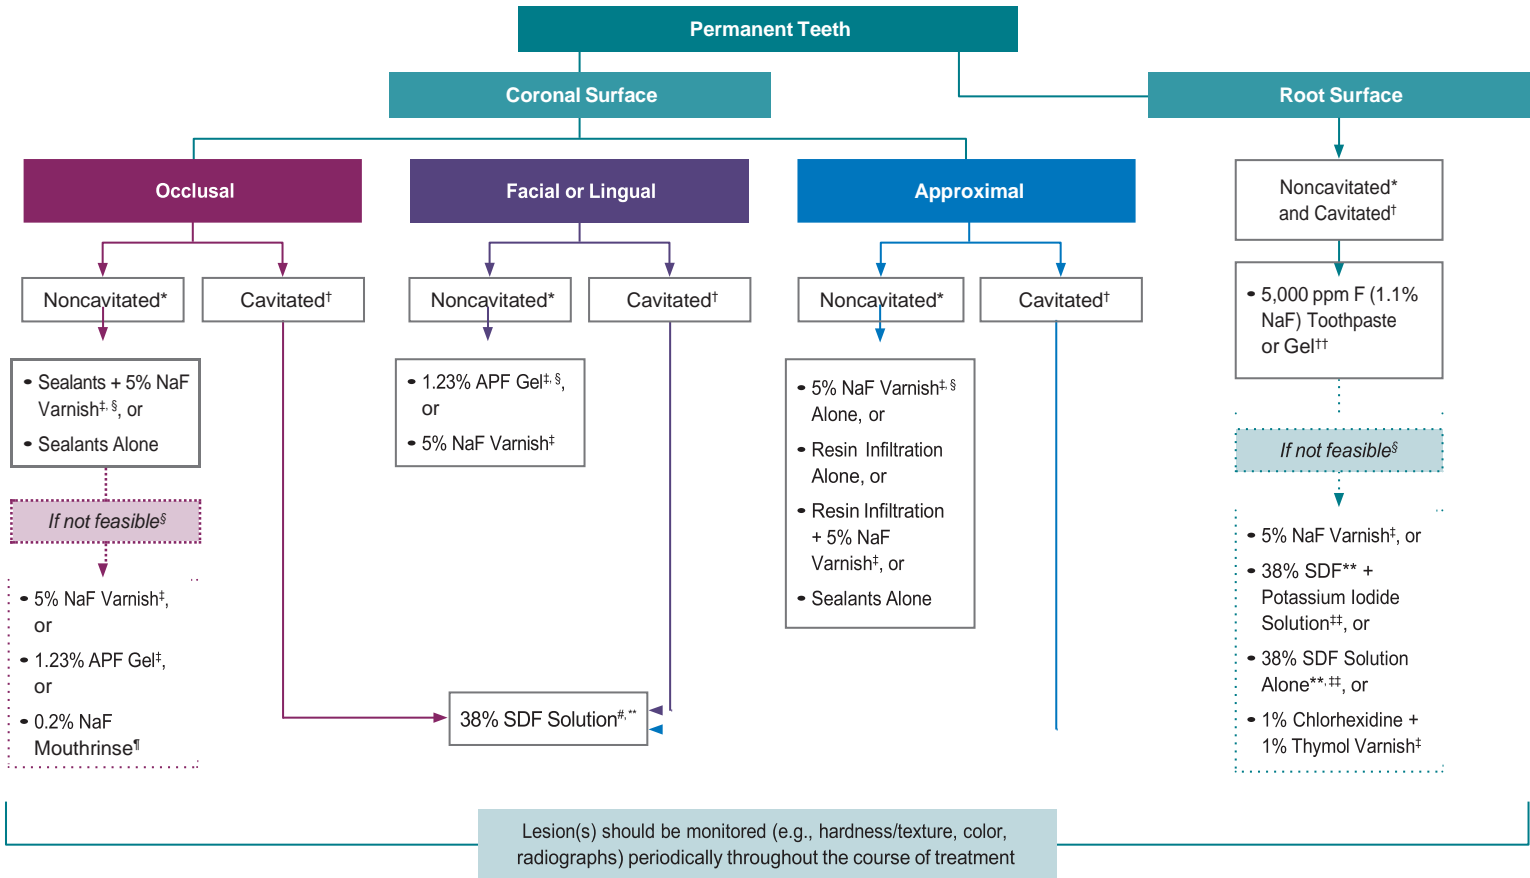 Permanent Teeth
Coronal Surface
Root Surface
Occlusal
Facial or Lingual
Approximal
Noncavitated*
and Cavitated†
Noncavitated*
Cavitated†
Noncavitated*
Cavitated†
Noncavitated*
Cavitated†
• 5,000 ppm F (1.1%
NaF) Toothpaste
or Gel††
• Sealants + 5% NaF
Varnish‡, §, or
• Sealants Alone
• 1.23% APF Gel‡, §,
or
• 5% NaF Varnish‡
• 5% NaF Varnish‡, §
Alone, or
• Resin Infiltration
Alone, or
• Resin Infiltration
+ 5% NaF
Varnish‡, or
• Sealants Alone
If not feasible§
If not feasible§
• 5% NaF Varnish‡,
or
• 1.23% APF Gel‡,
or
• 0.2% NaF
Mouthrinse¶
38% SDF Solution#, **
• 5% NaF Varnish‡, or
• 38% SDF** +
Potassium Iodide
Solution‡‡, or
• 38% SDF Solution
Alone**, ‡‡, or
• 1% Chlorhexidine +
1% Thymol Varnish‡
Lesion(s) should be monitored (e.g., hardness/texture, color,
radiographs) periodically throughout the course of treatment